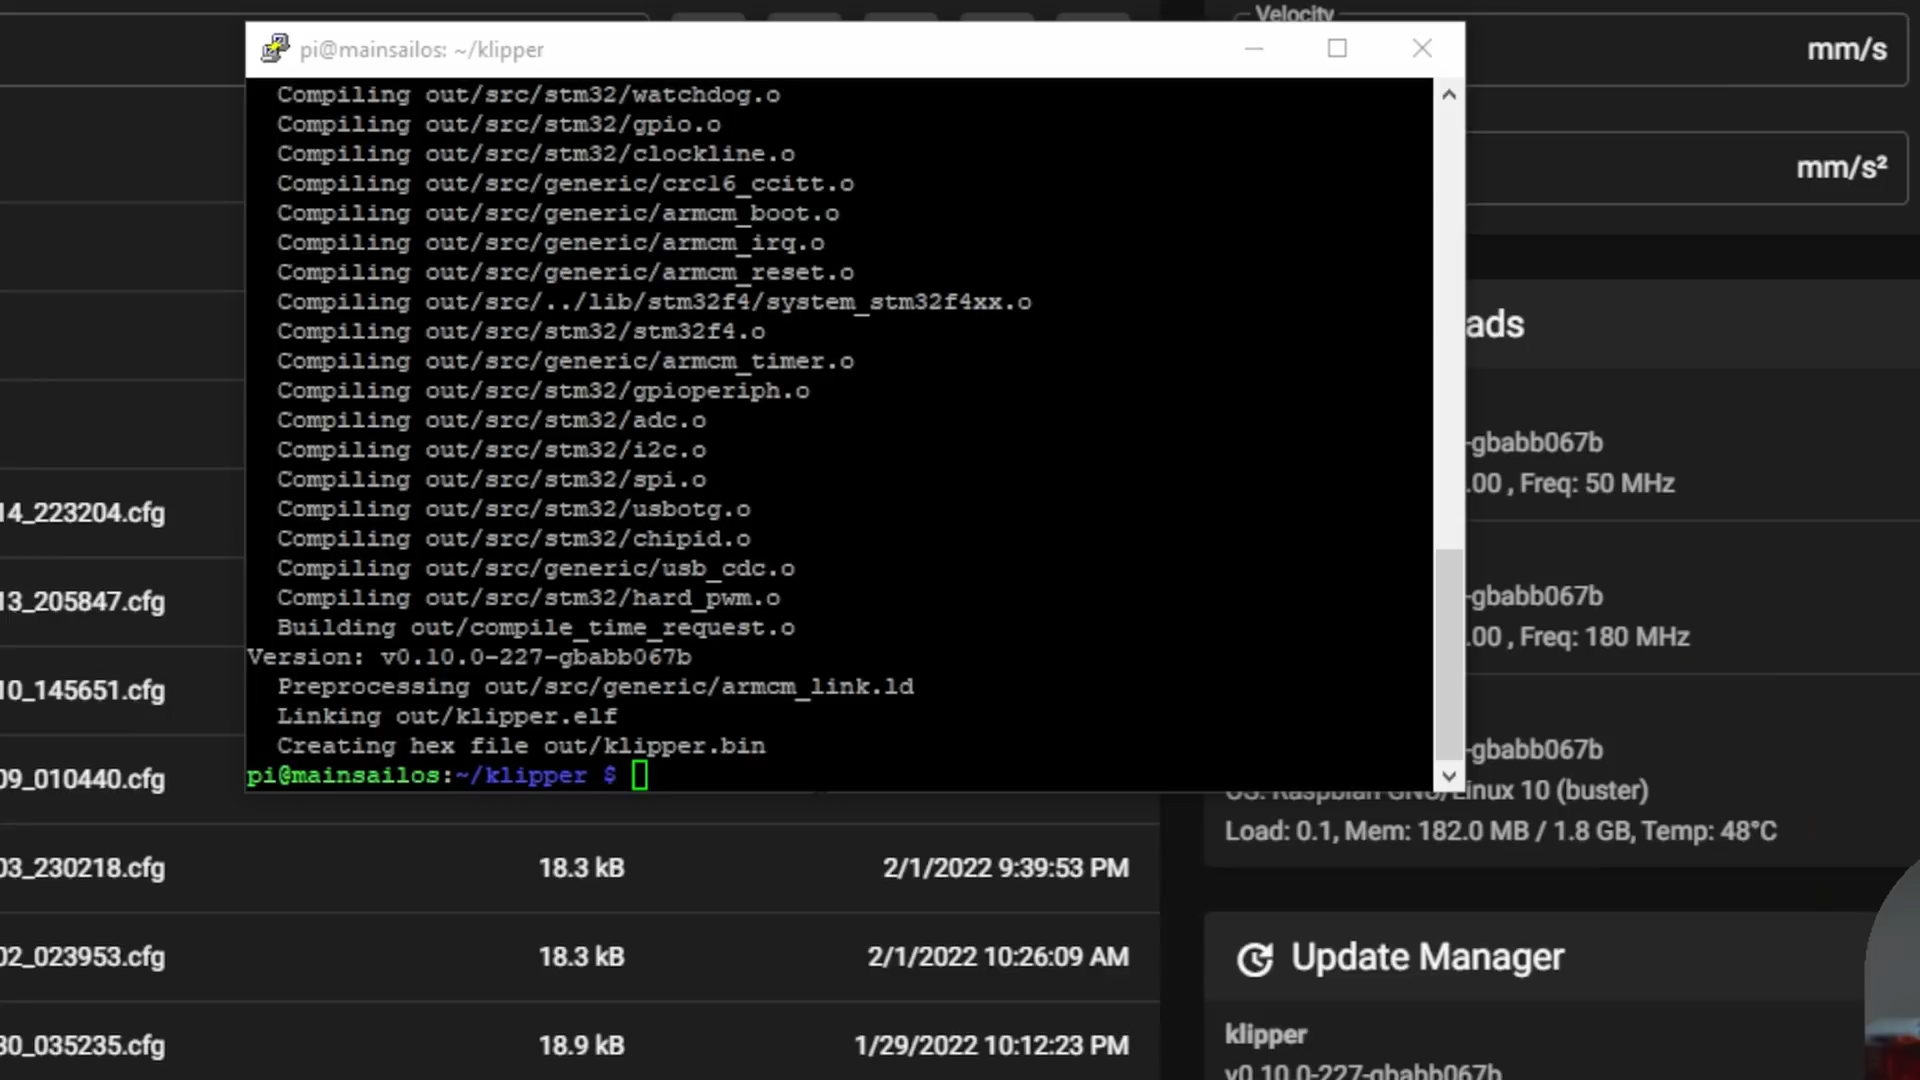 Velocity
mm/s
mm/s²
pi@mainsailos: ~/klipper
Compiling out/src/stm32/watchdog.o
Compiling out/src/stm32/gpio.o
Compiling out/src/stm32/clockline.o
Compiling out/src/generic/crc16_ccitt.o
Compiling out/src/generic/armcm_boot.o
Compiling out/src/generic/armcm_irq.o
Compiling out/src/generic/armcm_reset.o
Compiling out/src/../lib/stm32f4/system_stm32f4xx.o
Compiling out/src/stm32/stm32f4.o
Compiling out/src/generic/armcm_timer.o
Compiling out/src/stm32/gpioperiph.o
Compiling out/src/stm32/adc.o
Compiling out/src/stm32/i2c.o
Compiling out/src/stm32/spi.o
Compiling out/src/stm32/usbotg.o
Compiling out/src/stm32/chipid.o
Compiling out/src/generic/usb_cdc.o
Compiling out/src/stm32/hard_pwm.o
Building out/compile_time_request.o
Version: v0.10.0-227-gbabb067b
Preprocessing out/src/generic/armcm_link.ld
Linking out/klipper.elf
Creating hex file out/klipper.bin
pi@mainsailos:~/klipper $
ads
-gbabb067b
.00 , Freq: 50 MHz
-gbabb067b
.00 , Freq: 180 MHz
-gbabb067b
OS: Raspbian GNU/Linux 10 (buster)
Load: 0.1, Mem: 182.0 MB / 1.8 GB, Temp: 48°C
14_223204.cfg
13_205847.cfg
10_145651.cfg
09_010440.cfg
03_230218.cfg 18.3 kB 2/1/2022 9:39:53 PM
02_023953.cfg 18.3 kB 2/1/2022 10:26:09 AM
30_035235.cfg 18.9 kB 1/29/2022 10:12:23 PM
Update Manager
klipper
v0.10.0-227-gbabb067b